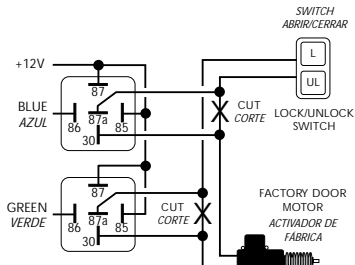 SWITCH
ABRIR/CERRAR
L
UL
LOCK/UNLOCK
SWITCH
+12V
87
BLUE
AZUL
86
87a
85
30
CUT
CORTE
87
GREEN
VERDE
86
87a
85
30
CUT
CORTE
FACTORY DOOR
MOTOR
ACTIVADOR DE
FÁBRICA